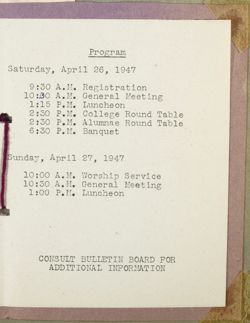 Program
Saturday, April 26, 1947
9:30 A.M. Registration
10:30 A.M. General Meeting
1:15 P.M. Luncheon
2:30 P.M. College Round Table
2:30 P.M. Alumnae Round Table
6:30 P.M. Banquet
Sunday, April 27, 1947
10:00 A.M. Worship Service
10:30 A.M. General Meeting
1:00 P.M. Luncheon
CONSULT BULLETIN BOARD FOR
ADDITIONAL INFORMATION